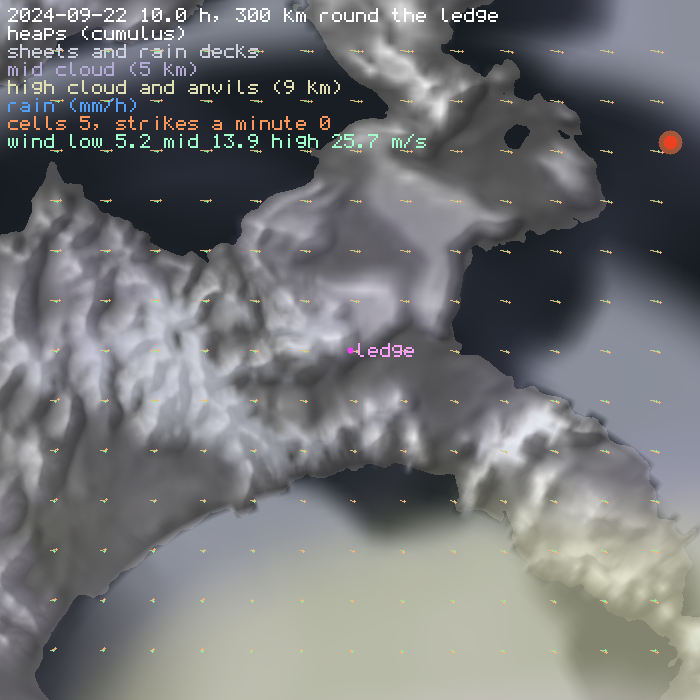 2024-09-22 10.0 h, 300 Km round the ledge
heaPs (cumulus)
sheets and rain decks
mid cloud (5 Km)
high cloud and anvils (9 Km)
rain (mm/h)
cells 5, strikes a minute 0
wind low 5.2 mid 13.9 high 25.7 m/s
ledge